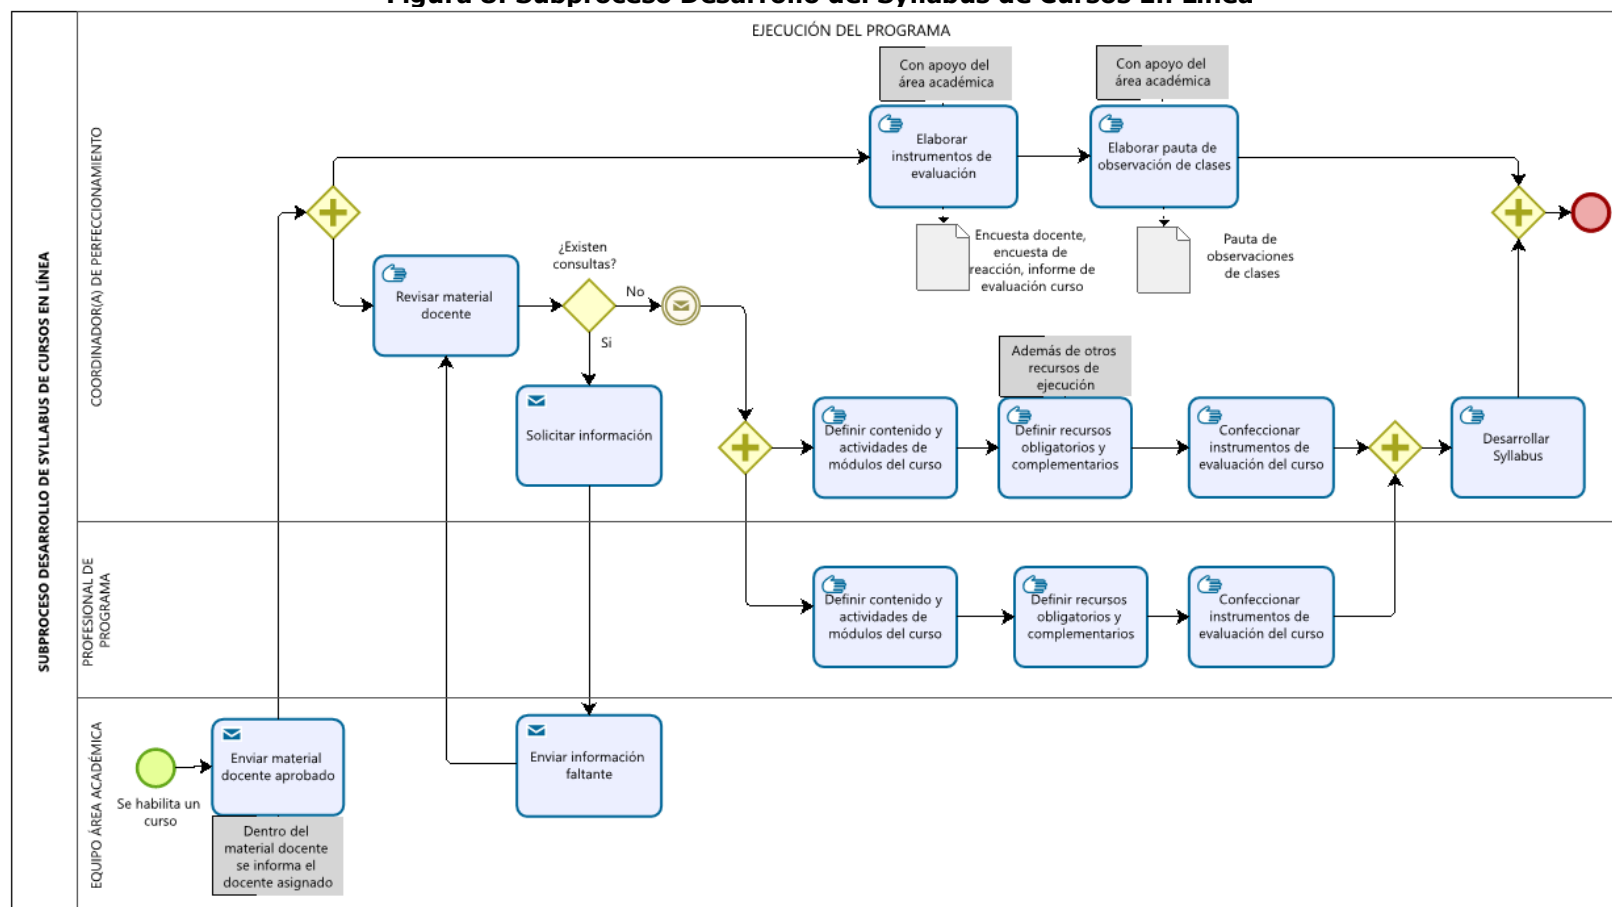 Figura 8: Subproceso Desarrollo del Syllabus de Cursos En Línea
EJECUCIÓN DEL PROGRAMA
SUBPROCESO DESARROLLO DE SYLLABUS DE CURSOS EN LÍNEA
COORDINADOR(A) DE PERFECCIONAMIENTO
Con apoyo del
área académica
Con apoyo del
área académica
Elaborar
instrumentos de
evaluación
Elaborar pauta de
observación de clases
Encuesta docente,
encuesta de
reacción, informe de
evaluación curso
Pauta de
observaciones
de clases
Revisar material
docente
¿Existen
consultas?
No
Si
Solicitar información
Además de otros
recursos de
ejecución
Definir contenido y
actividades de
módulos del curso
Definir recursos
obligatorios y
complementarios
Confeccionar
instrumentos de
evaluación del curso
Desarrollar
Syllabus
PROFESIONAL DE
PROGRAMA
Definir contenido y
actividades de
módulos del curso
Definir recursos
obligatorios y
complementarios
Confeccionar
instrumentos de
evaluación del curso
EQUIPO ÁREA ACADÉMICA
Se habilita un
curso
Enviar material
docente aprobado
Dentro del
material docente
se informa el
docente asignado
Enviar información
faltante